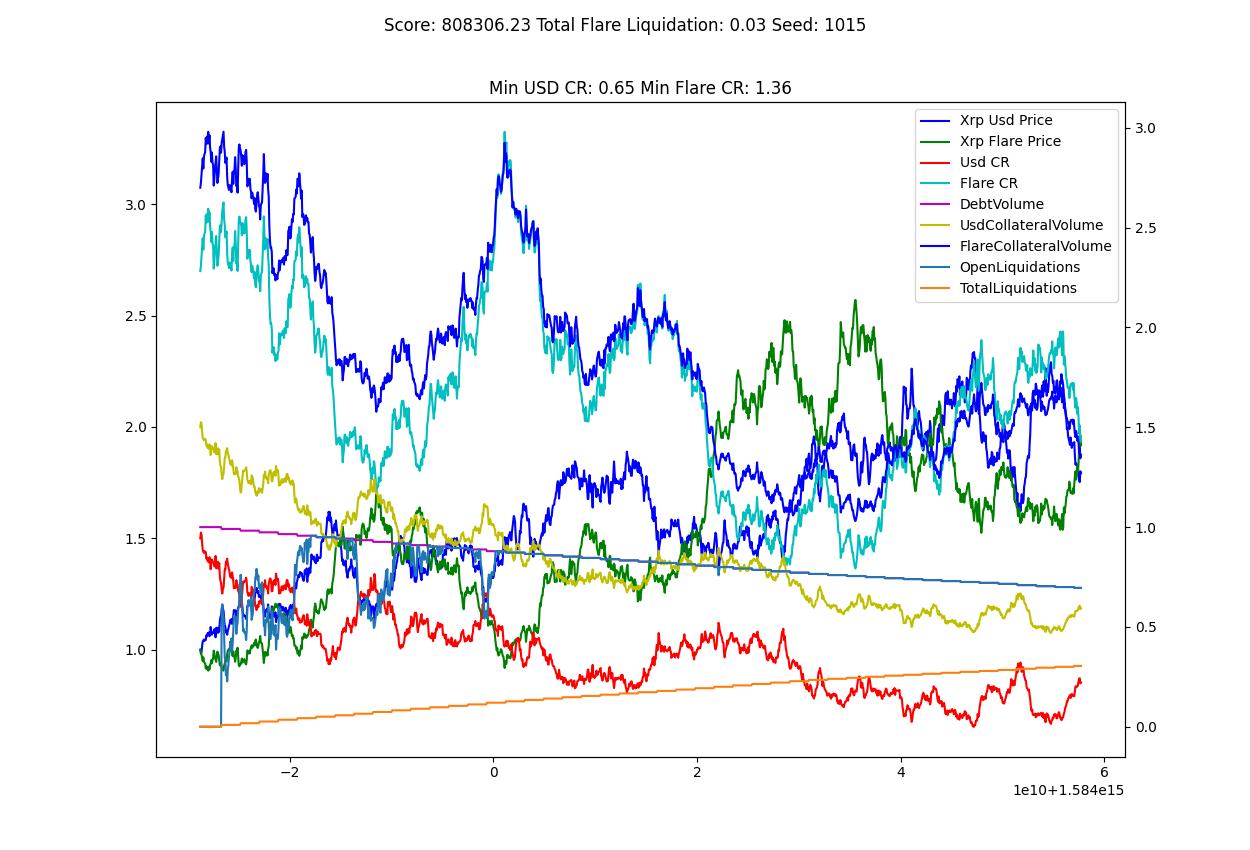 Score: 808306.23 Total Flare Liquidation: 0.03 Seed: 1015
Min USD CR: 0.65 Min Flare CR: 1.36
Xrp Usd Price
Xrp Flare Price
Usd CR
Flare CR
DebtVolume
UsdCollateralVolume
FlareCollateralVolume
OpenLiquidations
TotalLiquidations
3.0
2.5
2.0
1.5
1.0
3.0
2.5
2.0
1.5
1.0
0.5
0.0
−2
0
2
4
6
1e10+1.584e15